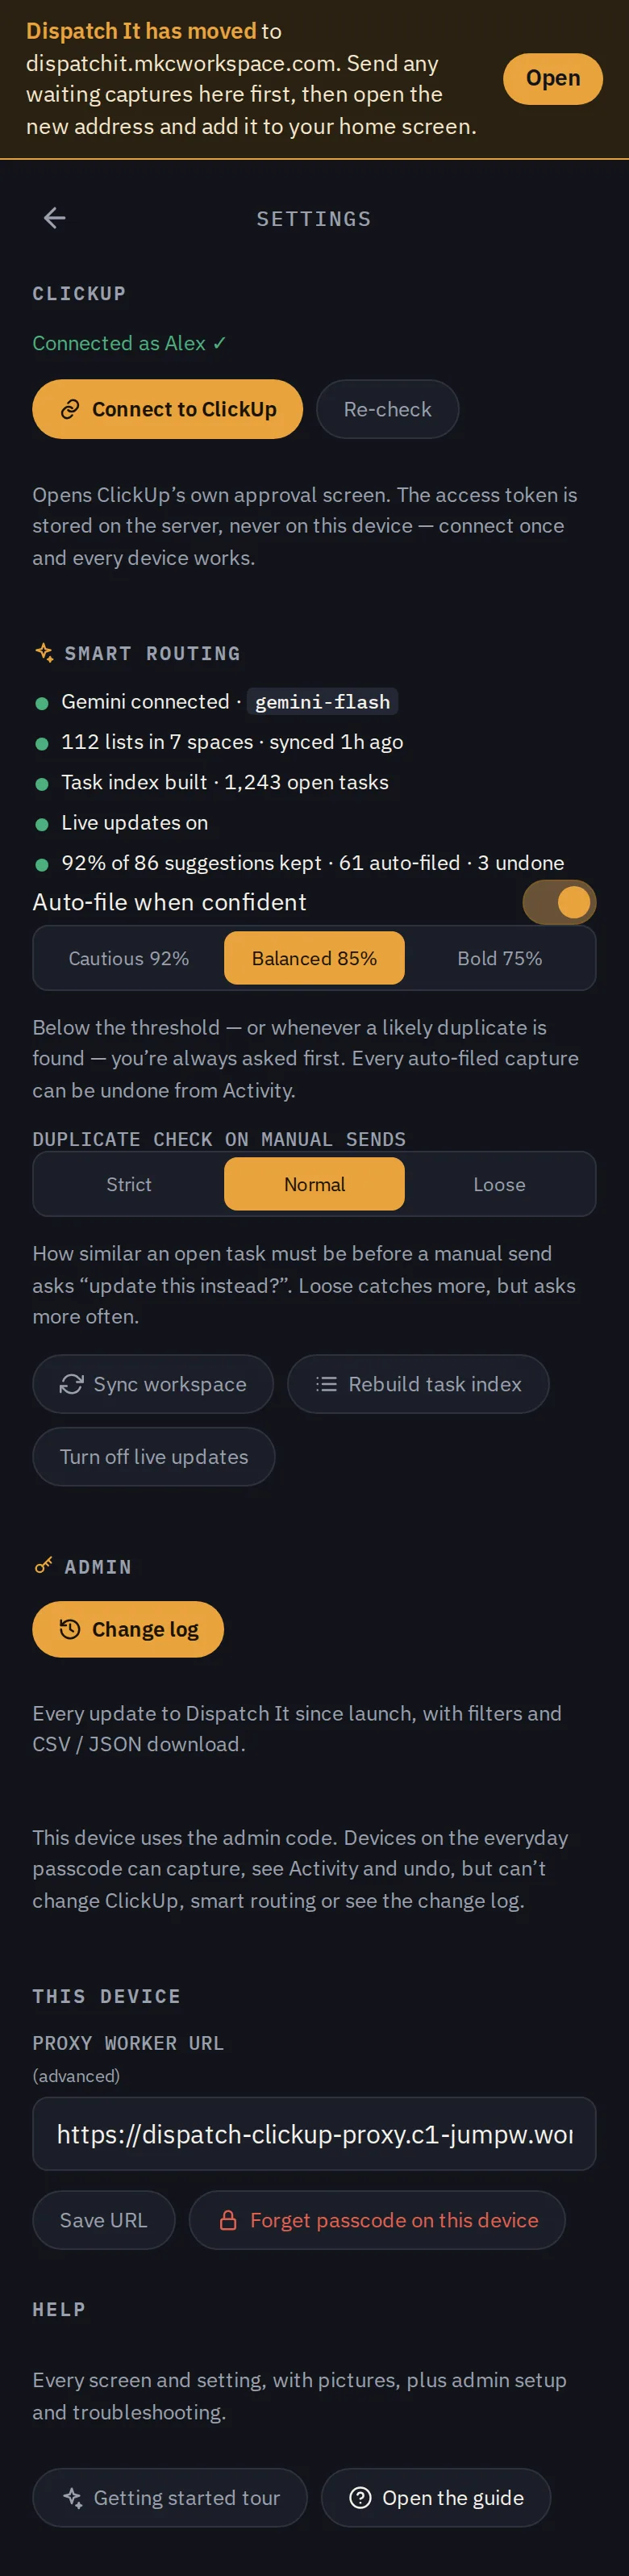 Dispatch It has moved to
dispatchit.mkcworkspace.com. Send any
waiting captures here first, then open the
new address and add it to your home screen.
Open
SETTINGS
CLICKUP
Connected as Alex ✓
Connect to ClickUp
Re-check
Opens ClickUp’s own approval screen. The access token is
stored on the server, never on this device — connect once
and every device works.
SMART ROUTING
Gemini connected · gemini-flash
112 lists in 7 spaces · synced 1h ago
Task index built · 1,243 open tasks
Live updates on
92% of 86 suggestions kept · 61 auto-filed · 3 undone
Auto-file when confident
Cautious 92%
Balanced 85%
Bold 75%
Below the threshold — or whenever a likely duplicate is
found — you’re always asked first. Every auto-filed capture
can be undone from Activity.
DUPLICATE CHECK ON MANUAL SENDS
Strict
Normal
Loose
How similar an open task must be before a manual send
asks “update this instead?”. Loose catches more, but asks
more often.
Sync workspace
Rebuild task index
Turn off live updates
ADMIN
Change log
Every update to Dispatch It since launch, with filters and
CSV / JSON download.
This device uses the admin code. Devices on the everyday
passcode can capture, see Activity and undo, but can’t
change ClickUp, smart routing or see the change log.
THIS DEVICE
PROXY WORKER URL
(advanced)
https://dispatch-clickup-proxy.c1-jumpw.wor
Save URL
Forget passcode on this device
HELP
Every screen and setting, with pictures, plus admin setup
and troubleshooting.
Getting started tour
Open the guide